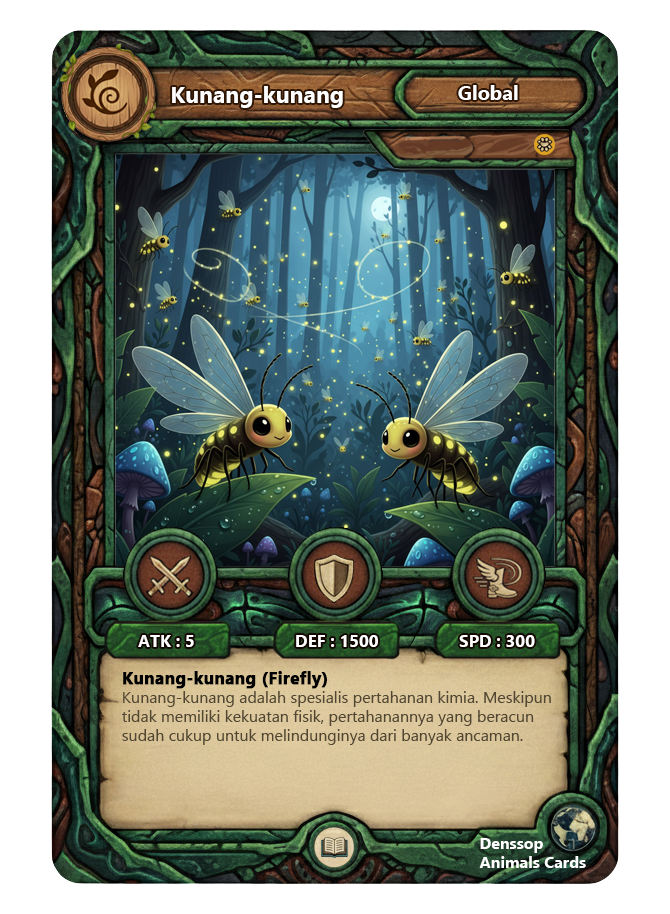 Kunang-kunang
Global
ATK : 5
DEF : 1500
SPD : 300
Kunang-kunang (Firefly)
Kunang-kunang adalah spesialis pertahanan kimia. Meskipun
tidak memiliki kekuatan fisik, pertahanannya yang beracun
sudah cukup untuk melindunginya dari banyak ancaman.
Denssop
Animals Cards